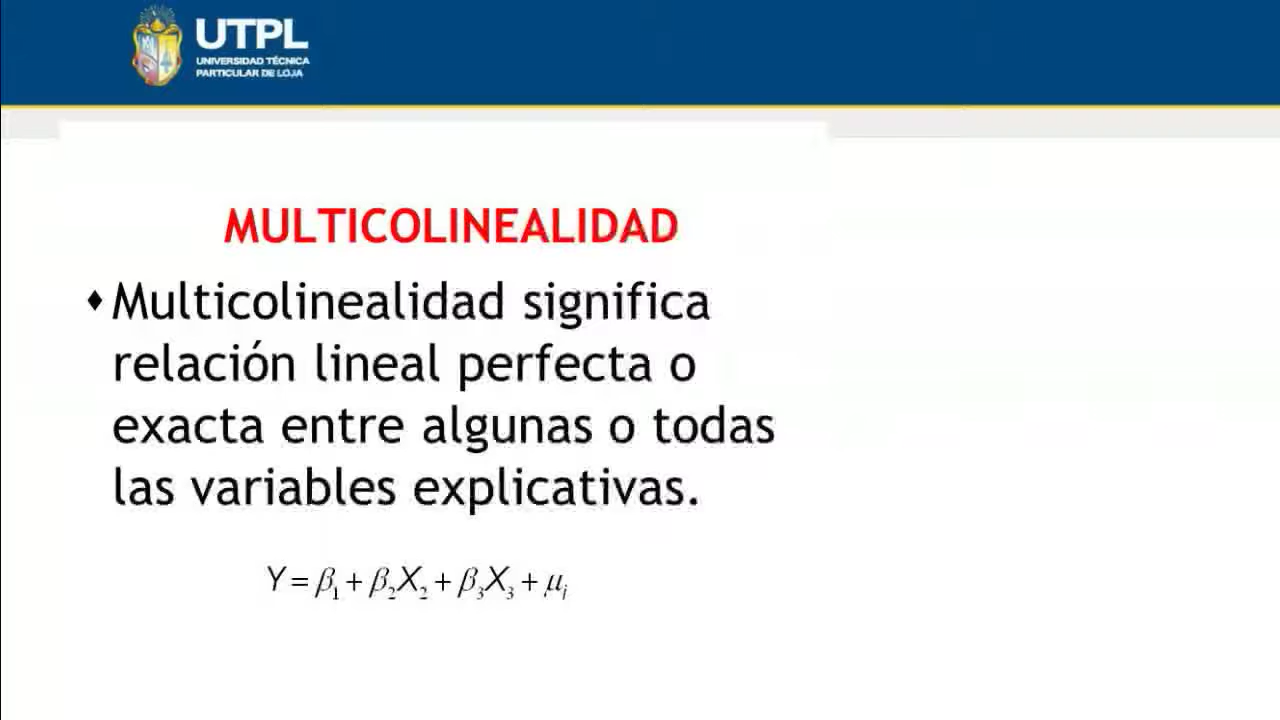 UTPL
UNIVERSIDAD TÉCNICA
PARTICULAR DE LOJA
MULTICOLINEALIDAD
♦ Multicolinealidad significa
relación lineal perfecta o
exacta entre algunas o todas
las variables explicativas.
Y = β₁ + β₂X₂ + β₃X₃ + μᵢ